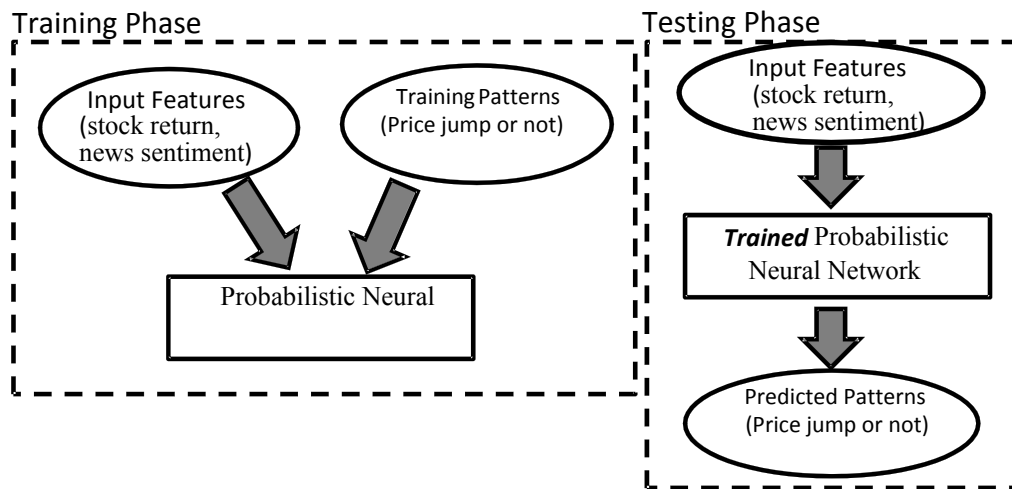 Training Phase
Input Features
(stock return,
news sentiment)
Training Patterns
(Price jump or not)
Probabilistic Neural
Testing Phase
Input Features
(stock return,
news sentiment)
Trained Probabilistic
Neural Network
Predicted Patterns
(Price jump or not)